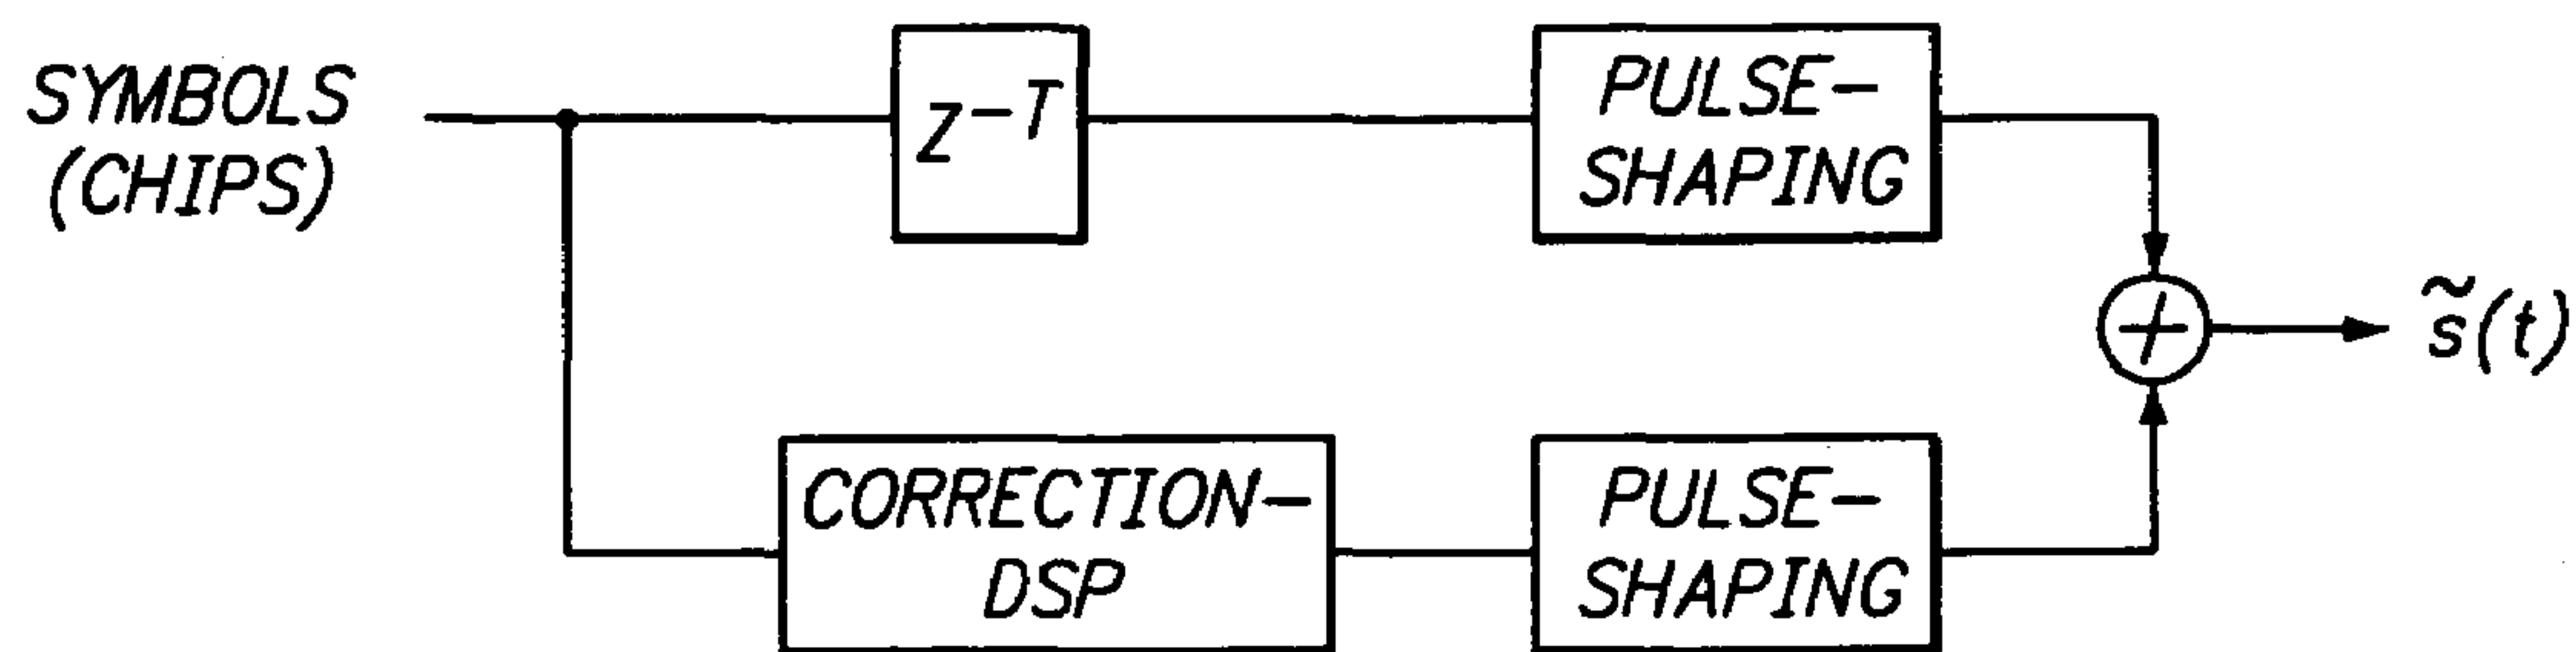 SYMBOLS
(CHIPS)
Z⁻ᵀ
PULSE-
SHAPING
s̃(t)
CORRECTION-
DSP
PULSE-
SHAPING